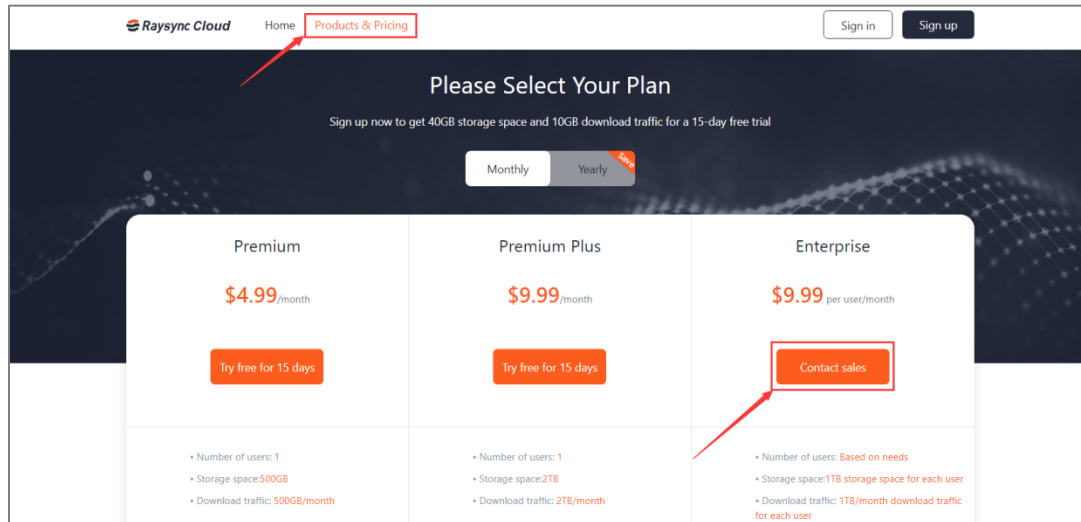 Raysync Cloud Home Products & Pricing Sign in Sign up
Please Select Your Plan
Sign up now to get 40GB storage space and 10GB download traffic for a 15-day free trial
Monthly Yearly Save
Premium
$4.99/month
Try free for 15 days
• Number of users: 1
• Storage space:500GB
• Download traffic: 500GB/month
Premium Plus
$9.99/month
Try free for 15 days
• Number of users: 1
• Storage space:2TB
• Download traffic: 2TB/month
Enterprise
$9.99 per user/month
Contact sales
• Number of users: Based on needs
• Storage space:1TB storage space for each user
• Download traffic: 1TB/month download traffic
for each user